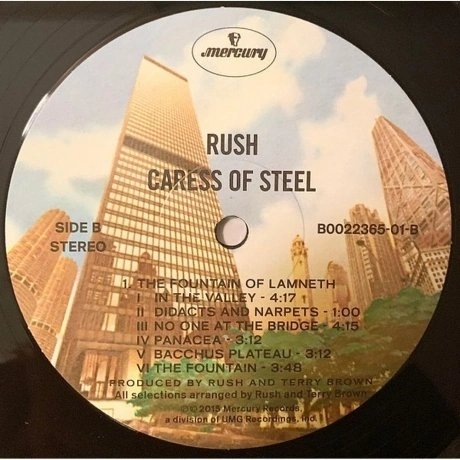 mercury
RUSH
CARESS OF STEEL
SIDE B
STEREO
B0022365-01-B
1. THE FOUNTAIN OF LAMNETH
I IN THE VALLEY - 4:17
II DIDACTS AND NARPETS - 1:00
III NO ONE AT THE BRIDGE - 4:15
IV PANACEA - 3:12
V BACCHUS PLATEAU - 3:12
VI THE FOUNTAIN - 3:48
PRODUCED BY RUSH AND TERRY BROWN
All selections arranged by Rush and Terry Brown
℗© 2015 Mercury Records,
a division of UMG Recordings, Inc.